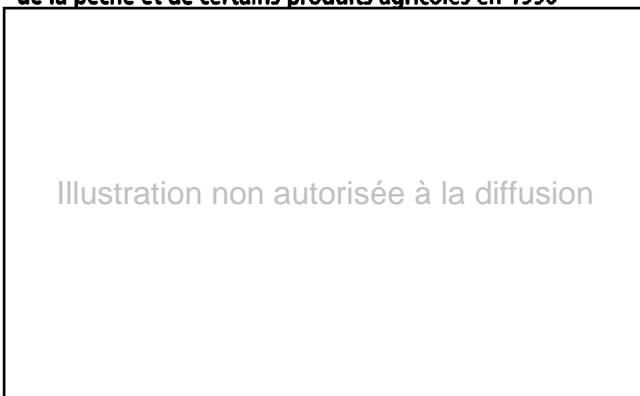 de la pêche et de certains produits agricoles en 1990
Illustration non autorisée à la diffusion